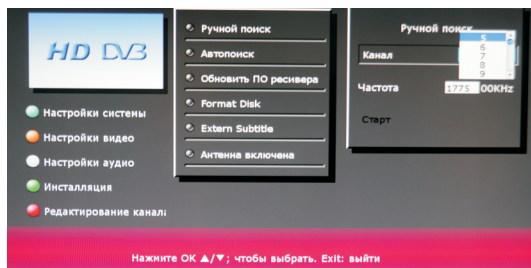 HD DVB
Настройки системы
Настройки видео
Настройки аудио
Инсталляция
Редактирование канала
Ручной поиск
Автопоиск
Обновить ПО ресивера
Format Disk
Extern Subtitle
Антенна включена
Ручной поиск
Канал
5
6
7
8
9
Частота 1775 00KHz
Старт
Нажмите OK ▲/▼; чтобы выбрать. Exit: выйти